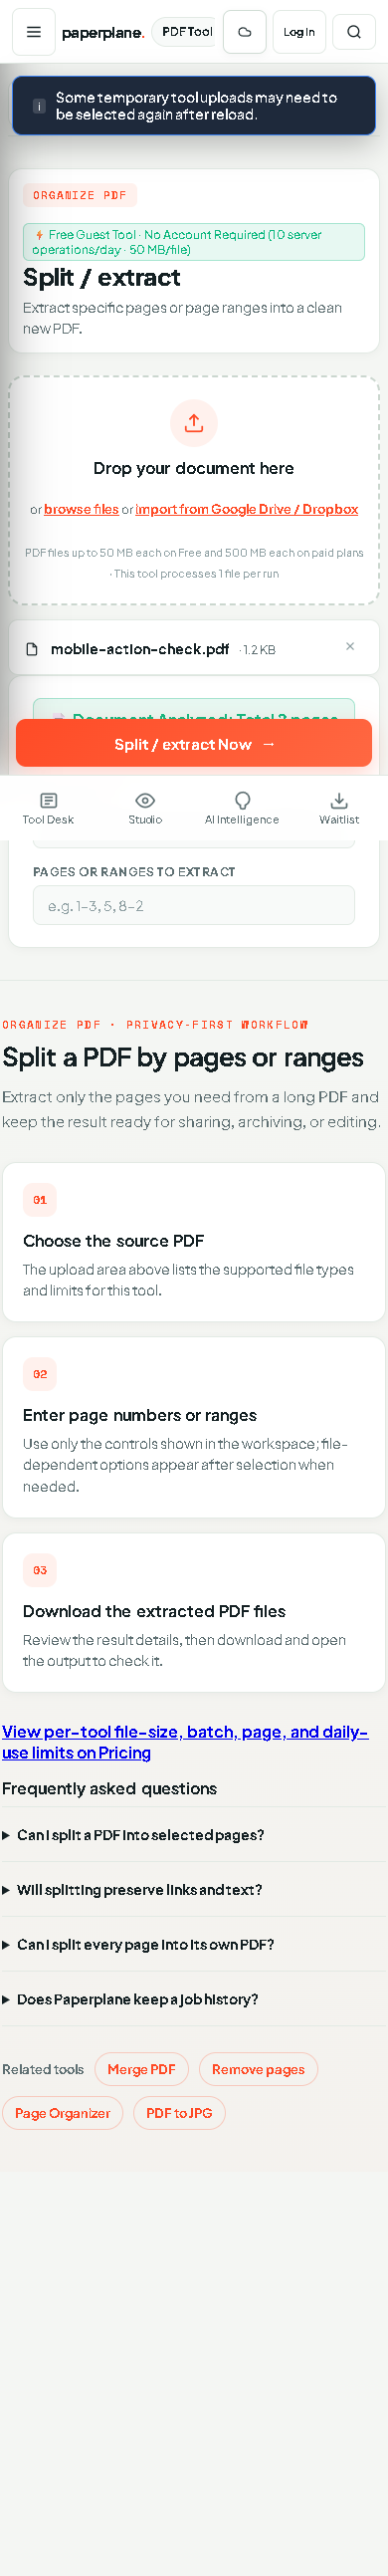 paperplane.
PDF Tool
Log in
Some temporary tool uploads may need to
be selected again after reload.
ORGANIZE PDF
Free Guest Tool · No Account Required (10 server
operations/day · 50 MB/file)
Split / extract
Extract specific pages or page ranges into a clean
new PDF.
Drop your document here
or browse files or import from Google Drive / Dropbox
PDF files up to 50 MB each on Free and 500 MB each on paid plans
· This tool processes 1 file per run
mobile-action-check.pdf · 1.2 KB ×
Document Analyzed: Total 3 pages
Split / extract Now →
Tool Desk
Studio
AI Intelligence
Waitlist
PAGES OR RANGES TO EXTRACT
e.g. 1-3, 5, 8-2
ORGANIZE PDF · PRIVACY-FIRST WORKFLOW
Split a PDF by pages or ranges
Extract only the pages you need from a long PDF and
keep the result ready for sharing, archiving, or editing.
01
Choose the source PDF
The upload area above lists the supported file types
and limits for this tool.
02
Enter page numbers or ranges
Use only the controls shown in the workspace; file-
dependent options appear after selection when
needed.
03
Download the extracted PDF files
Review the result details, then download and open
the output to check it.
View per-tool file-size, batch, page, and daily-
use limits on Pricing
Frequently asked questions
Can I split a PDF into selected pages?
Will splitting preserve links and text?
Can I split every page into its own PDF?
Does Paperplane keep a job history?
Related tools
Merge PDF
Remove pages
Page Organizer
PDF to JPG